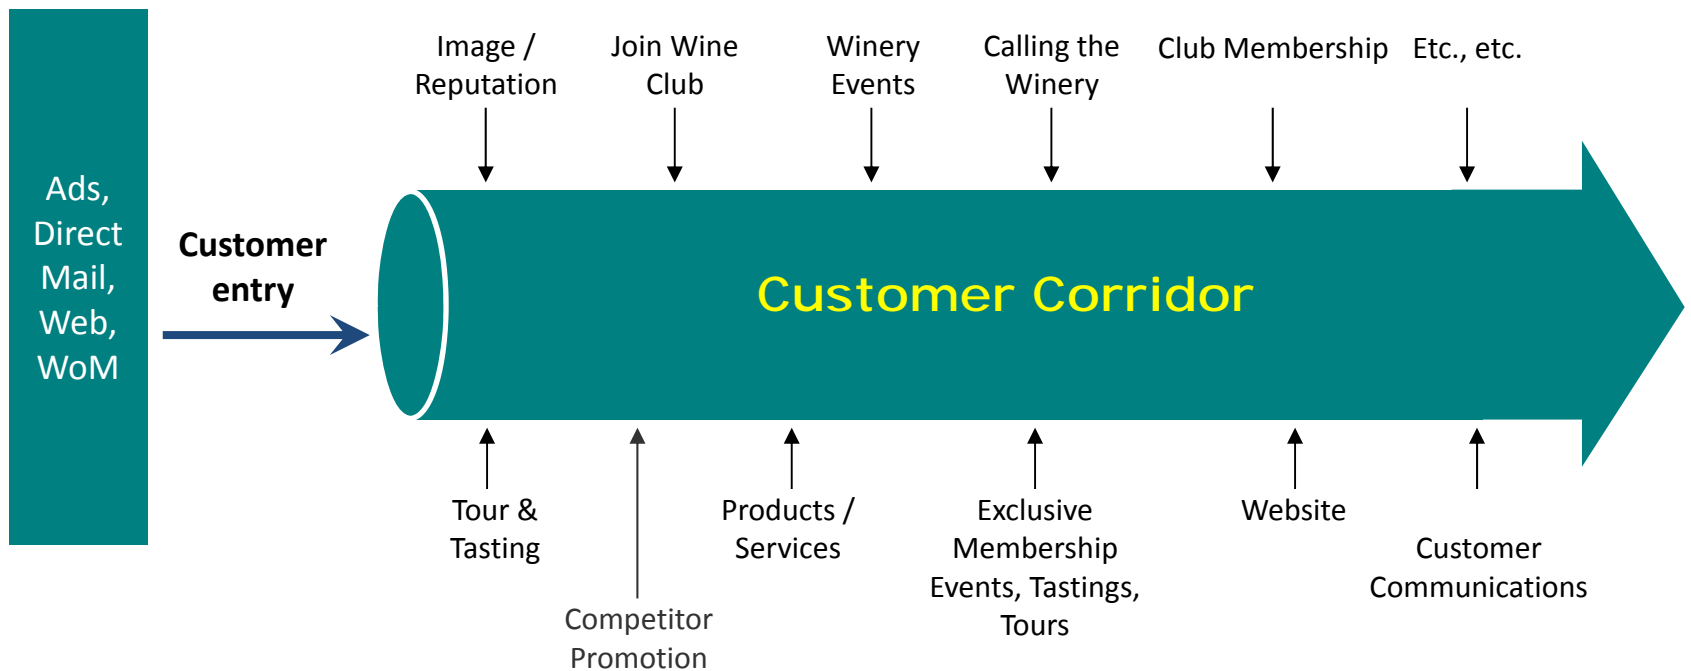 Ads,
Direct
Mail,
Web,
WoM
Customer
entry
Image /
Reputation
Join Wine
Club
Winery
Events
Calling the
Winery
Club Membership
Etc., etc.
Customer Corridor
Tour &
Tasting
Competitor
Promotion
Products /
Services
Exclusive
Membership
Events, Tastings,
Tours
Website
Customer
Communications